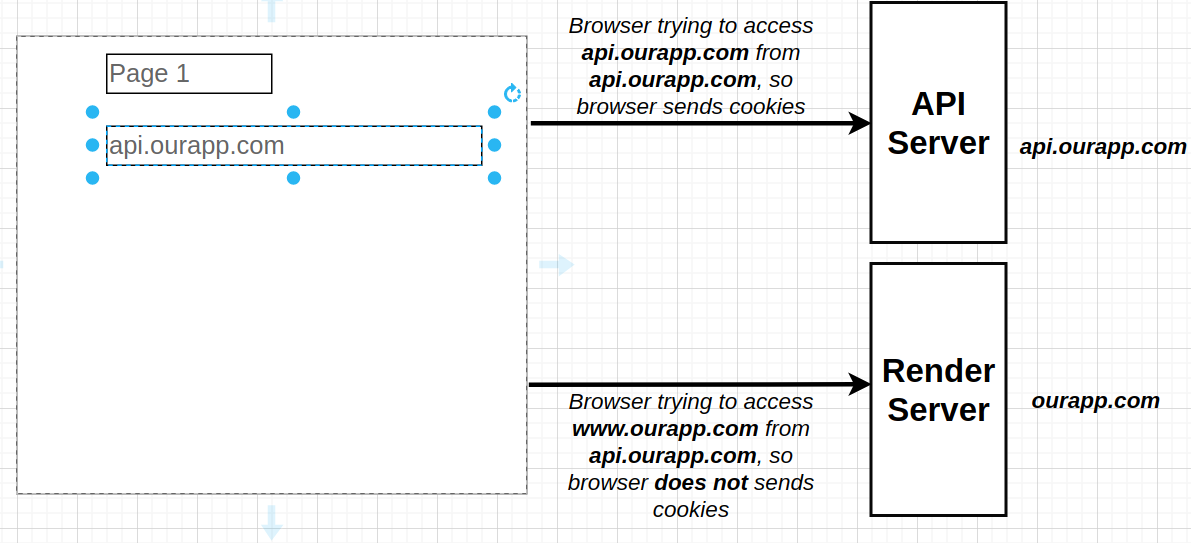 Page 1
api.ourapp.com
Browser trying to access
api.ourapp.com from
api.ourapp.com, so
browser sends cookies
API
Server
api.ourapp.com
Browser trying to access
www.ourapp.com from
api.ourapp.com, so
browser does not sends
cookies
Render
Server
ourapp.com